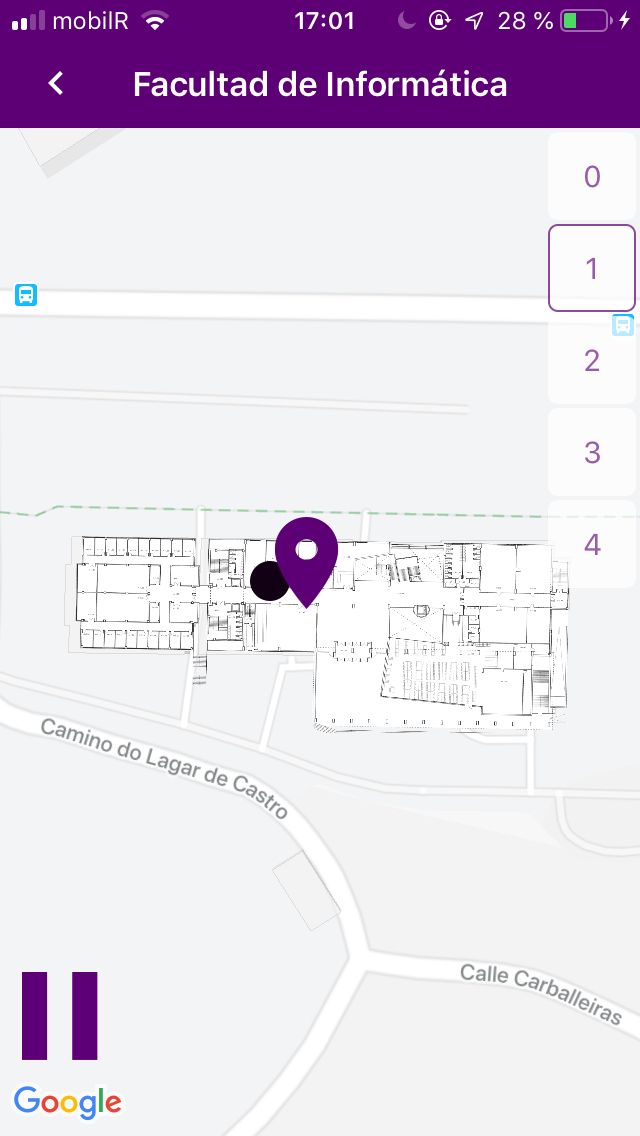 mobilR 17:01 28 %
Facultad de Informática
0
1
2
3
4
Camino do Lagar de Castro
Calle Carballeiras
Google